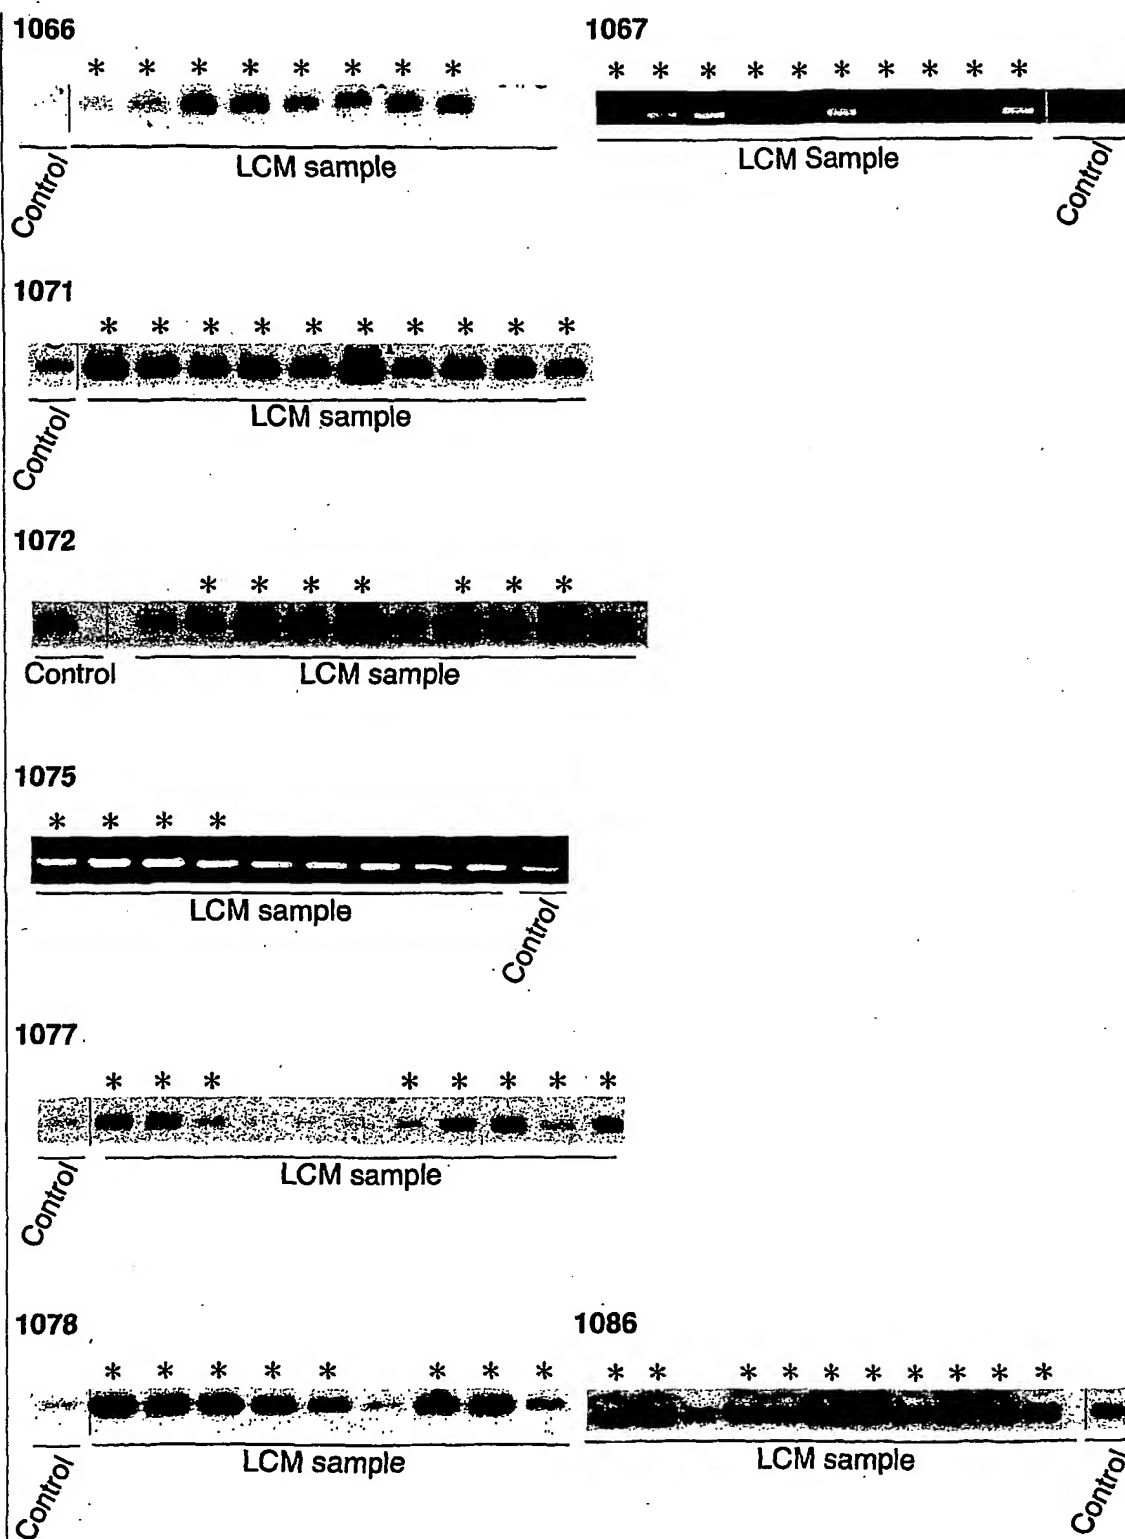 1066
* * * * * * * *
Control
LCM sample
1067
* * * * * * * * * *
LCM Sample
Control
1071
* * * * * * * * * *
Control
LCM sample
1072
* * * * * * *
Control
LCM sample
1075
* * * *
LCM sample
Control
1077
* * * * * * * *
Control
LCM sample
1078
* * * * * * * *
Control
LCM sample
1086
* * * * * * * * * *
LCM sample
Control